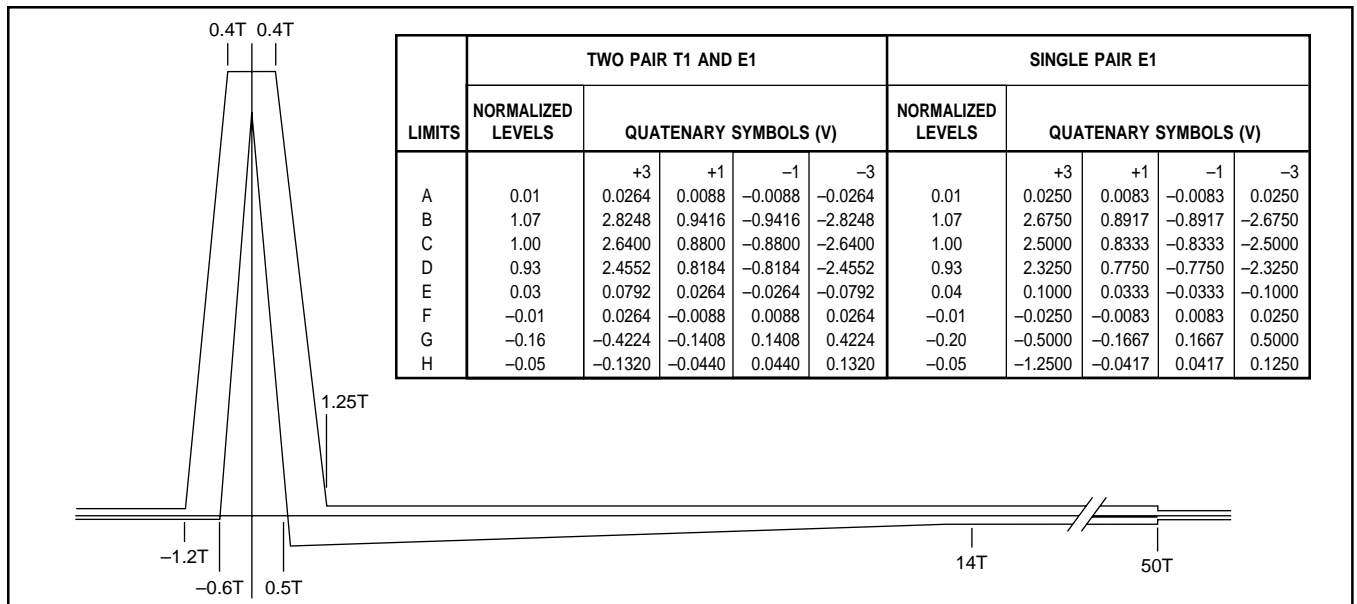 0.4T 0.4T
TWO PAIR T1 AND E1 SINGLE PAIR E1
LIMITS NORMALIZED LEVELS QUATENARY SYMBOLS (V) NORMALIZED LEVELS QUATENARY SYMBOLS (V)
+3 +1 –1 –3 +3 +1 –1 –3
A 0.01 0.0264 0.0088 –0.0088 –0.0264 0.01 0.0250 0.0083 –0.0083 0.0250
B 1.07 2.8248 0.9416 –0.9416 –2.8248 1.07 2.6750 0.8917 –0.8917 –2.6750
C 1.00 2.6400 0.8800 –0.8800 –2.6400 1.00 2.5000 0.8333 –0.8333 –2.5000
D 0.93 2.4552 0.8184 –0.8184 –2.4552 0.93 2.3250 0.7750 –0.7750 –2.3250
E 0.03 0.0792 0.0264 –0.0264 –0.0792 0.04 0.1000 0.0333 –0.0333 –0.1000
F –0.01 0.0264 –0.0088 0.0088 0.0264 –0.01 –0.0250 –0.0083 0.0083 0.0250
G –0.16 –0.4224 –0.1408 0.1408 0.4224 –0.20 –0.5000 –0.1667 0.1667 0.5000
H –0.05 –0.1320 –0.0440 0.0440 0.1320 –0.05 –1.2500 –0.0417 0.0417 0.1250
1.25T
–1.2T
14T
50T
–0.6T
0.5T